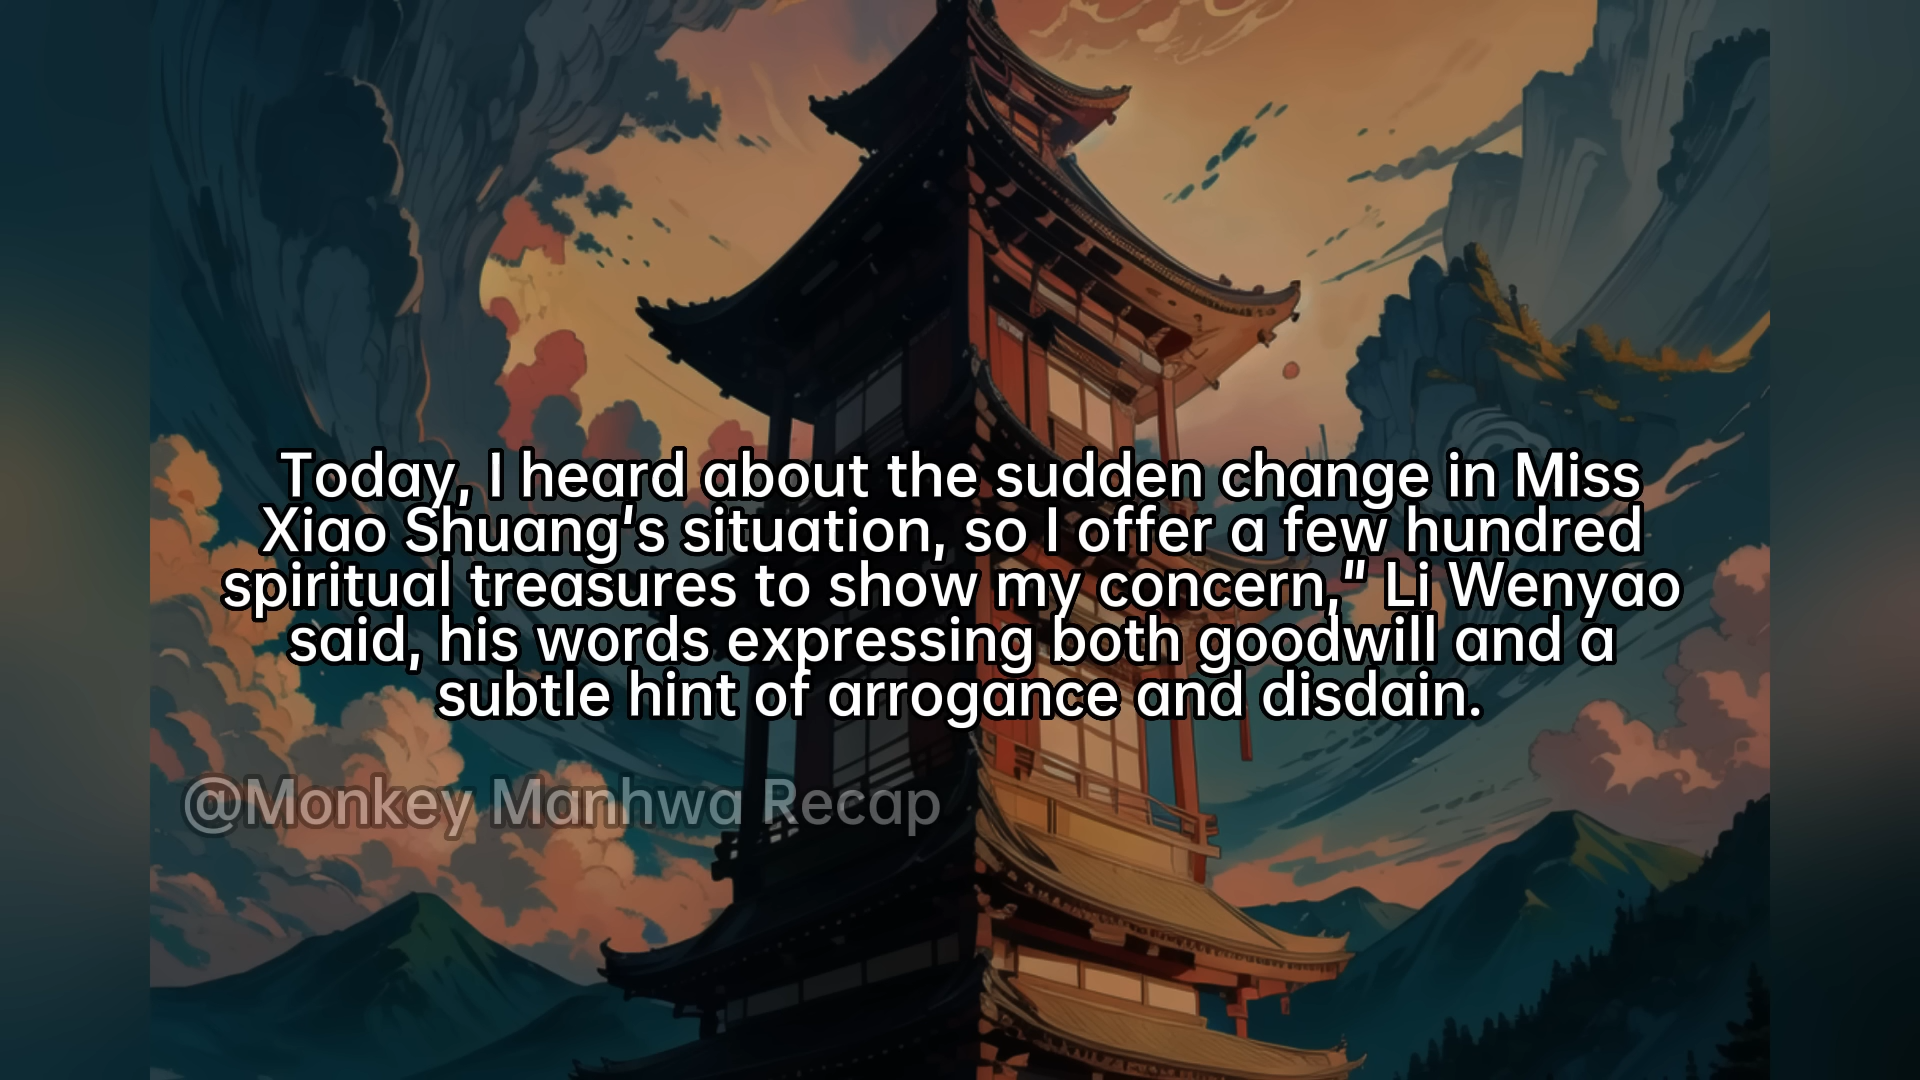 Today, I heard about the sudden change in Miss
Xiao Shuang's situation, so I offer a few hundred
spiritual treasures to show my concern," Li Wenyao
said, his words expressing both goodwill and a
subtle hint of arrogance and disdain.
@Monkey Manhwa Recap